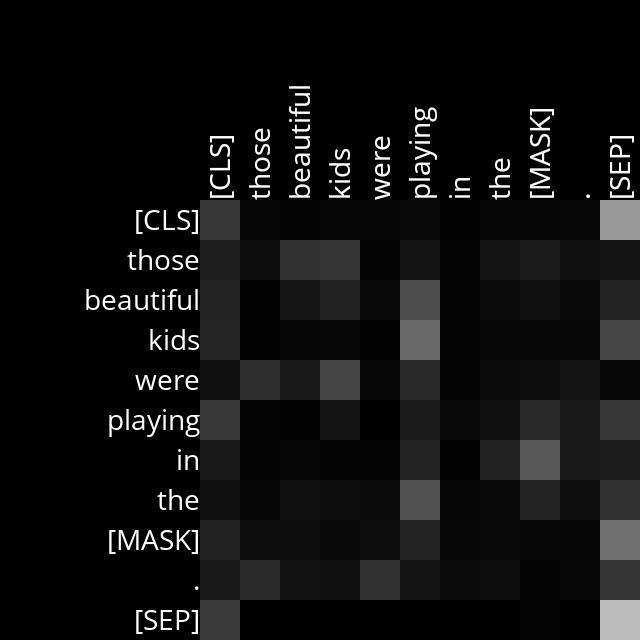 [CLS]
those
beautiful
kids
were
playing
in
the
[MASK]
.
[SEP]
[CLS]
those
beautiful
kids
were
playing
in
the
[MASK]
.
[SEP]